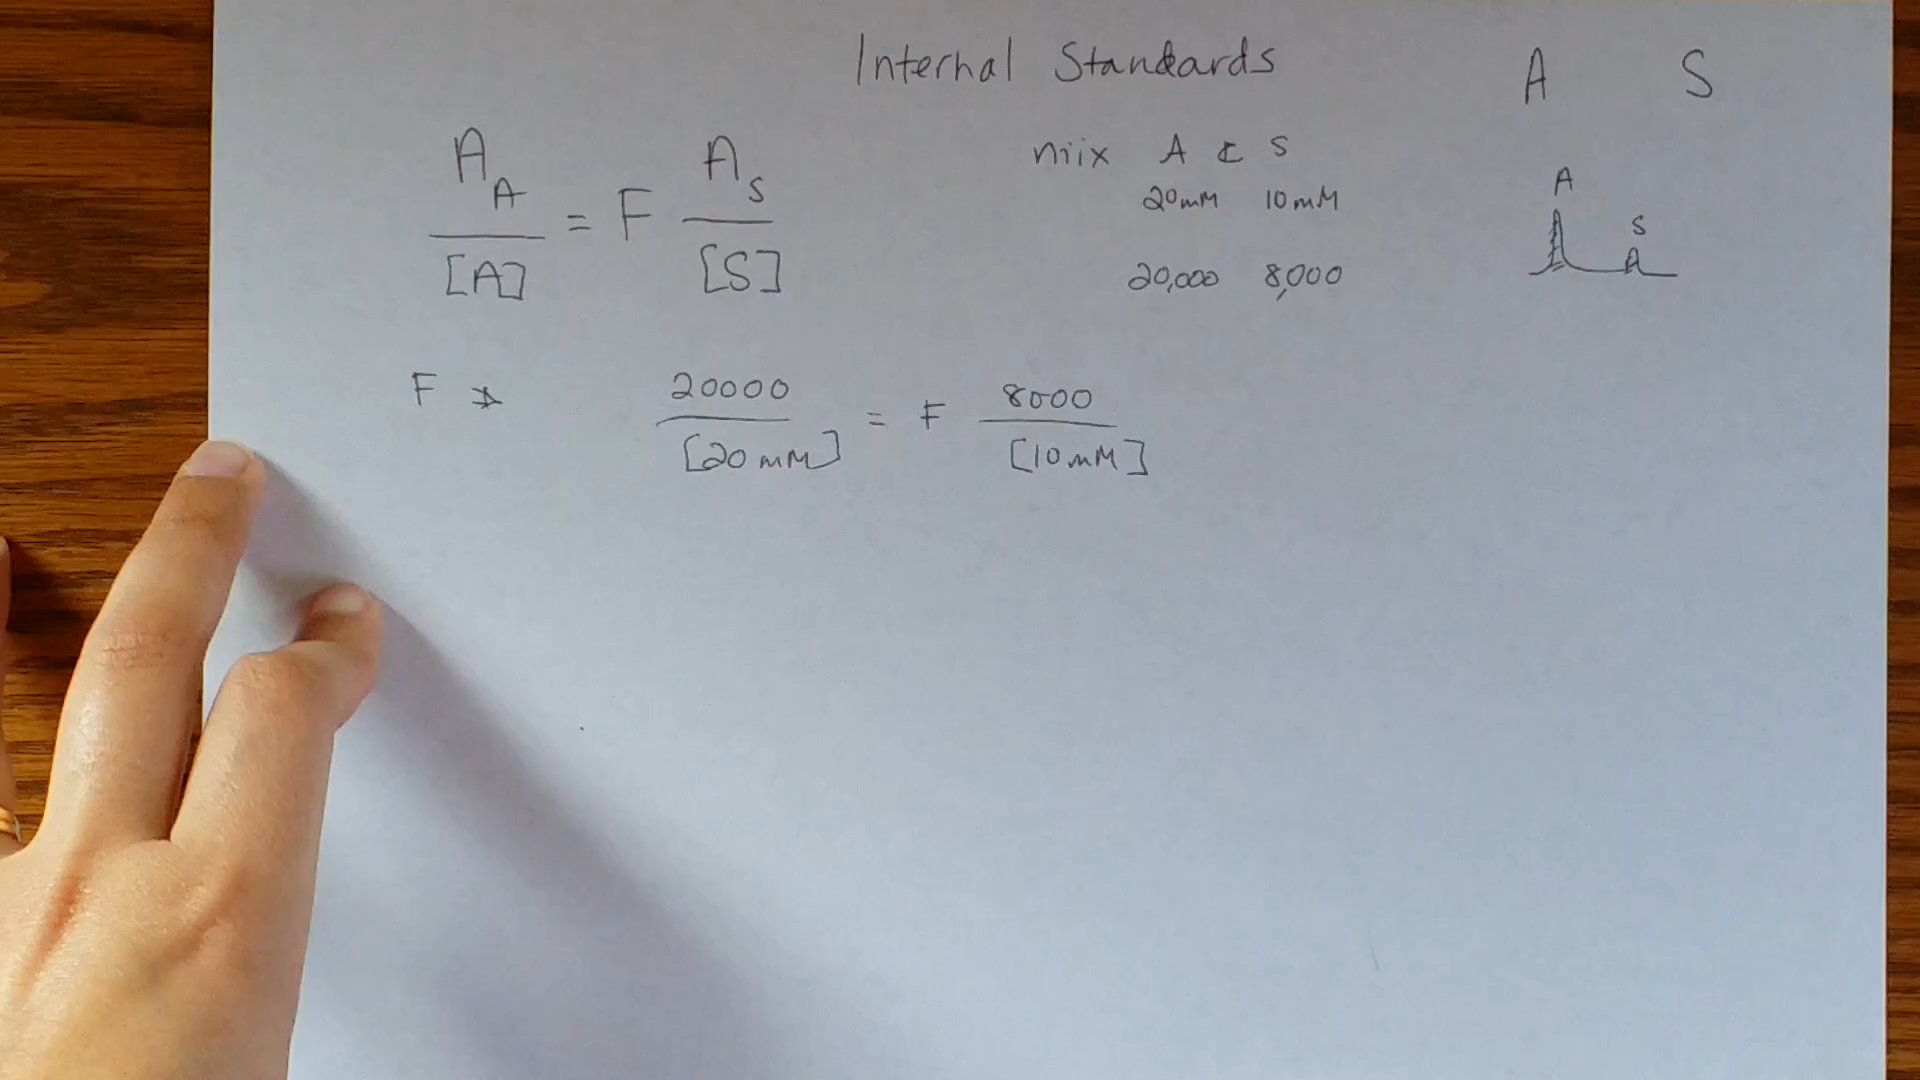 Internal Standards
A S
A_A / [A] = F A_S / [S]
mix A & S
20mM 10mM
20,000 8,000
A
S
F → 20000 / [20 mM] = F 8000 / [10 mM]